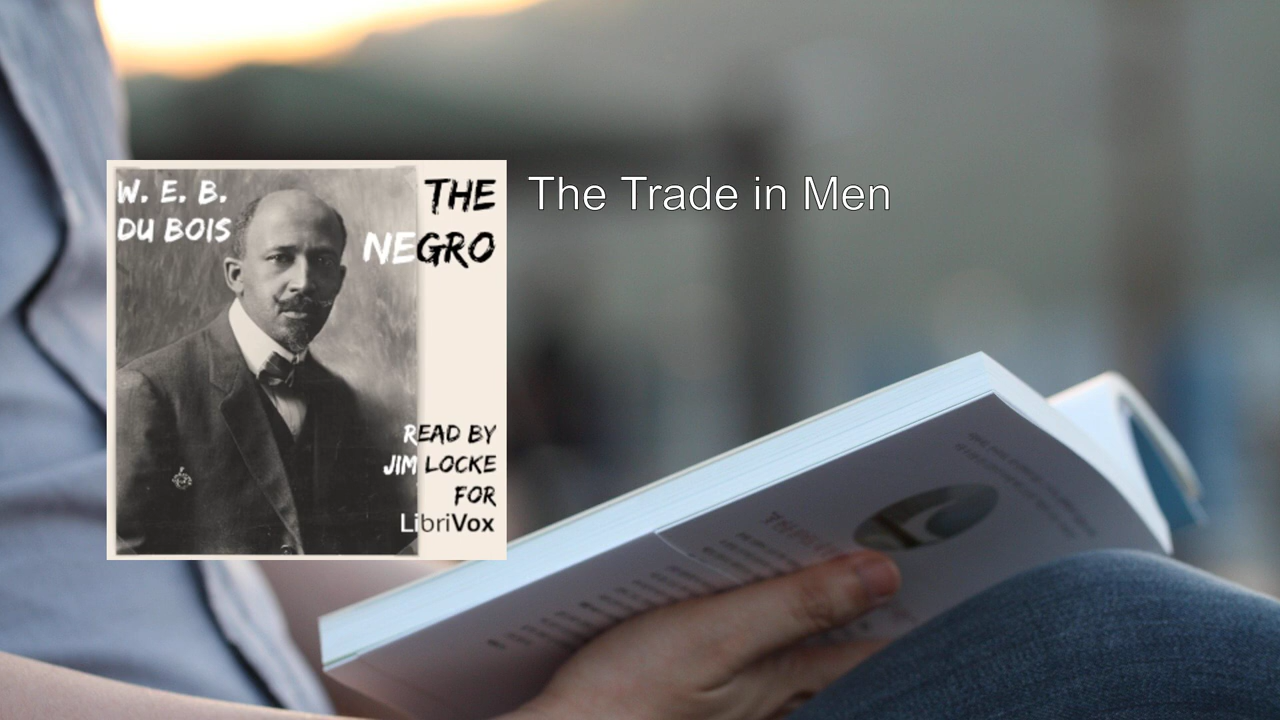 W. E. B.
DU BOIS
THE
NEGRO
READ BY
JIM LOCKE
FOR
LibriVox
The Trade in Men